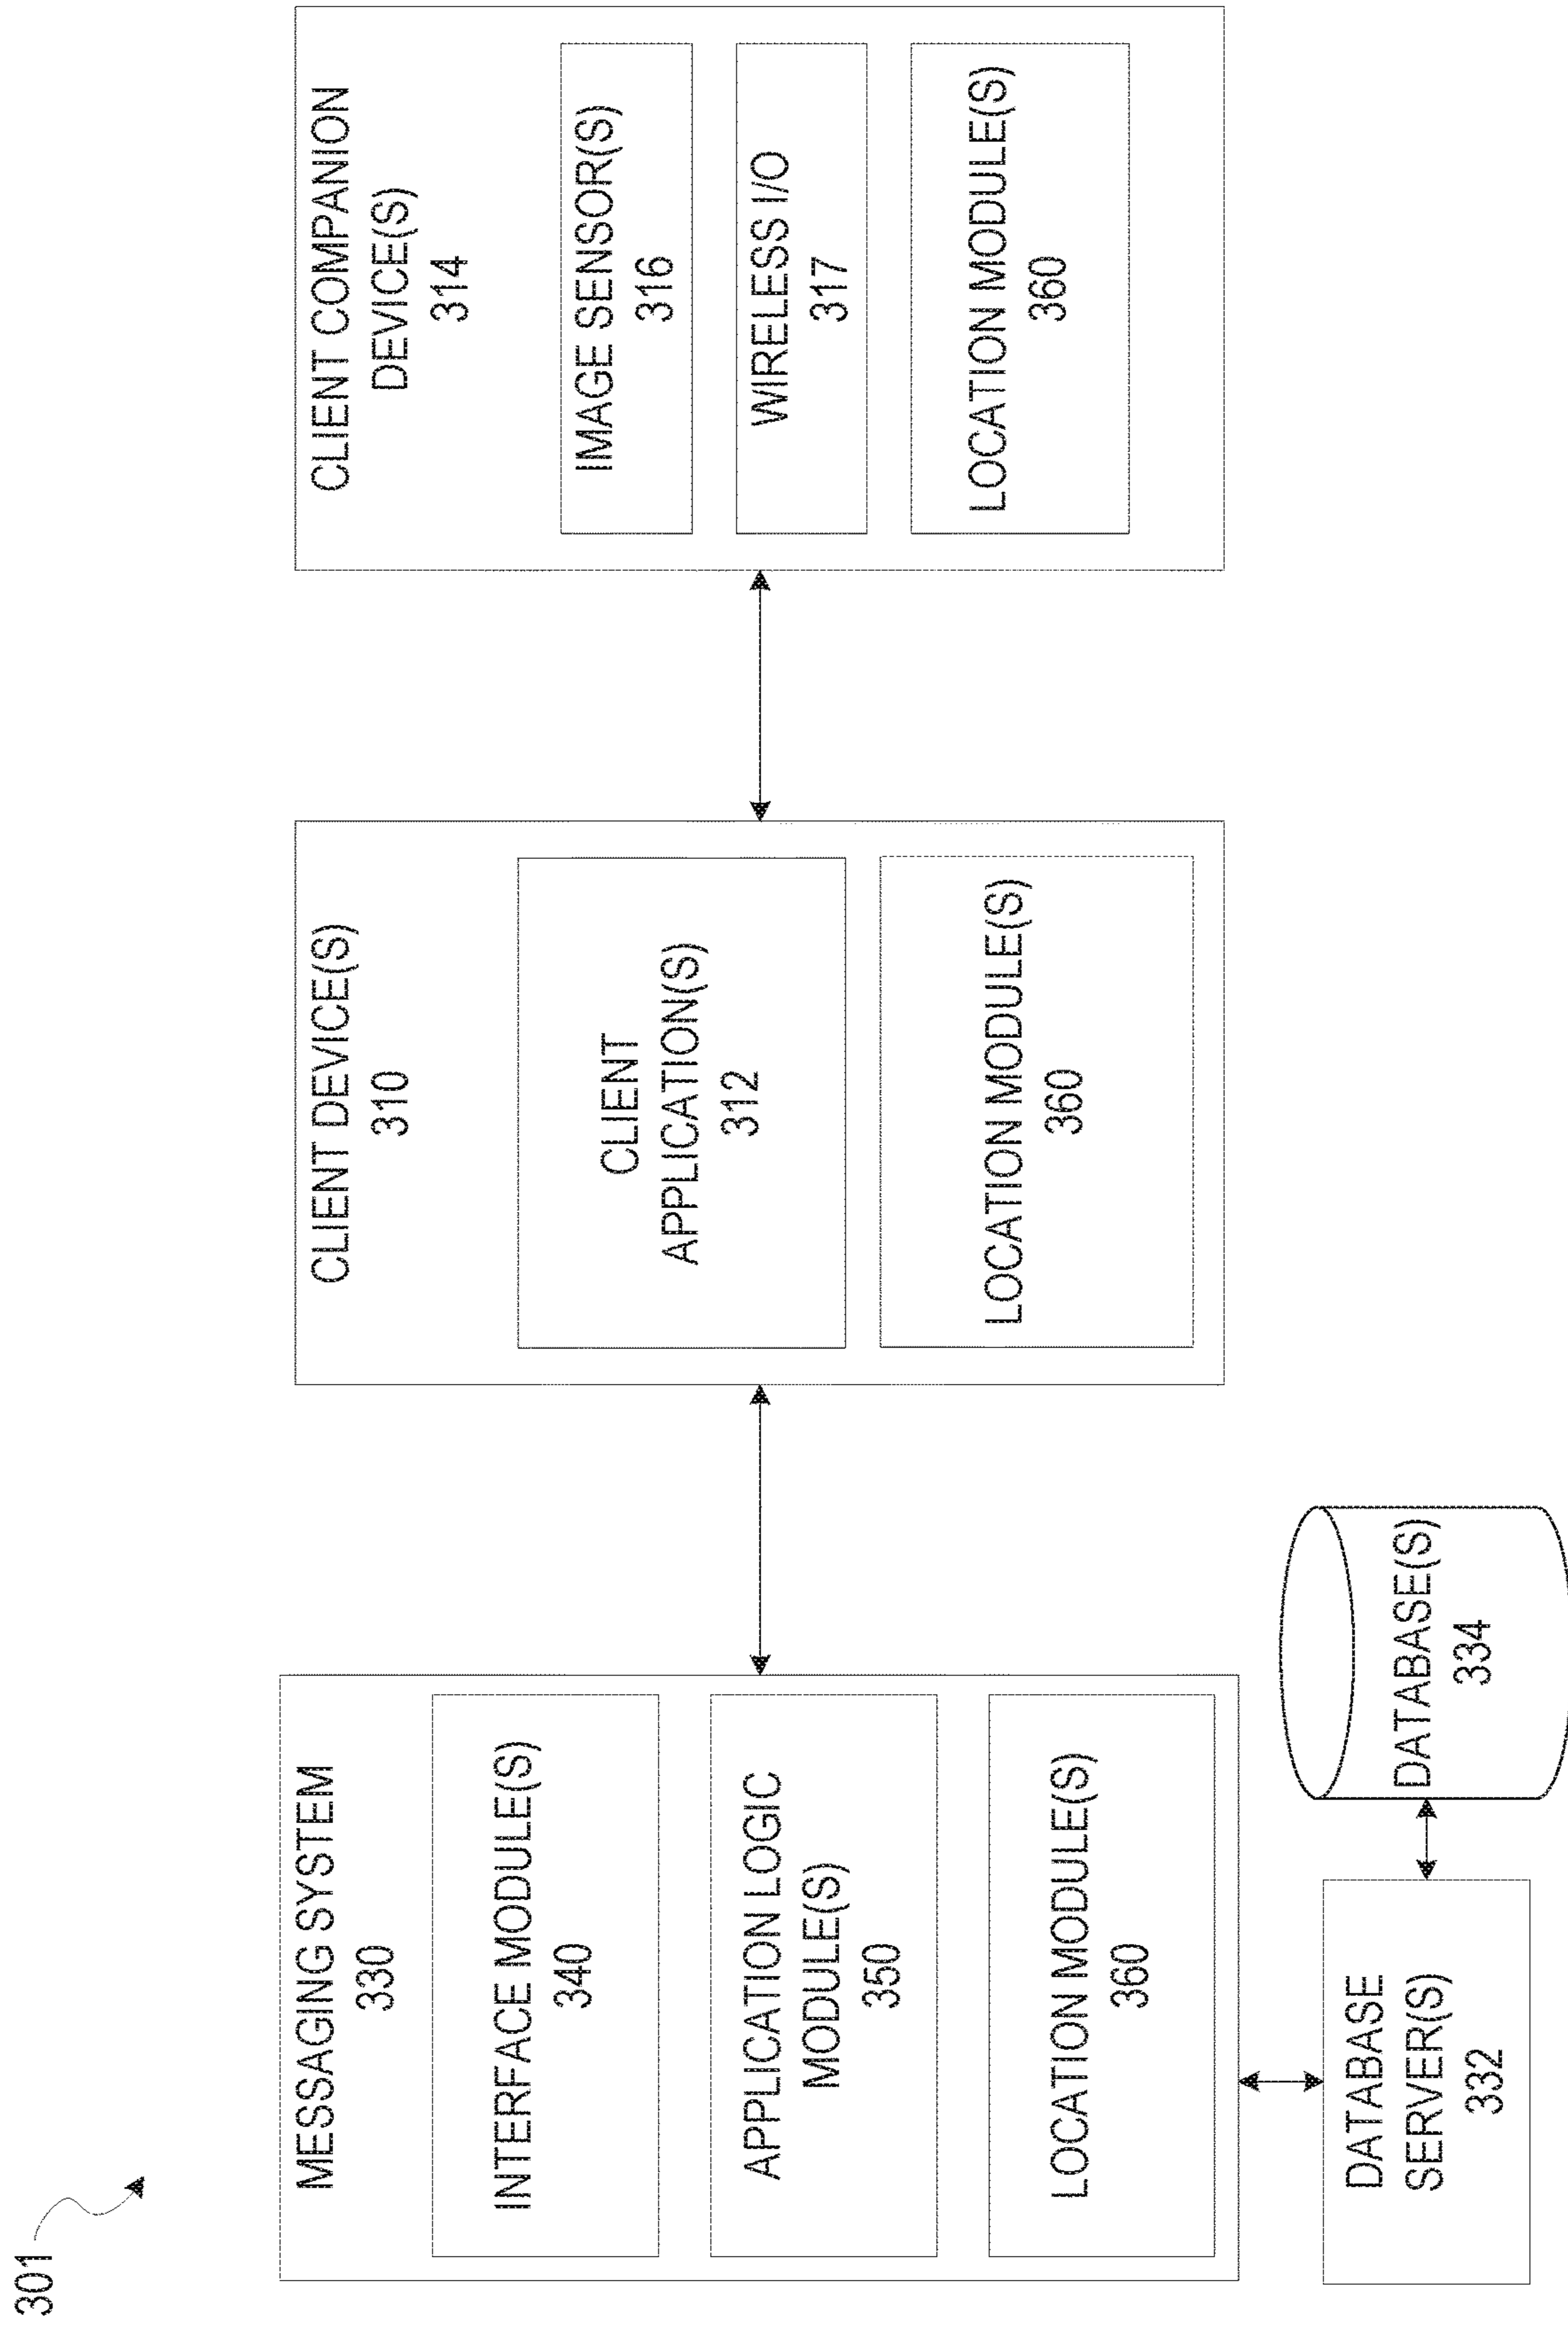 301
MESSAGING SYSTEM
330
INTERFACE MODULE(S)
340
APPLICATION LOGIC
MODULE(S)
350
LOCATION MODULE(S)
360
DATABASE
SERVER(S)
332
DATABASE(S)
334
CLIENT DEVICE(S)
310
CLIENT
APPLICATION(S)
312
LOCATION MODULE(S)
360
CLIENT COMPANION
DEVICE(S)
314
IMAGE SENSOR(S)
316
WIRELESS I/O
317
LOCATION MODULE(S)
360